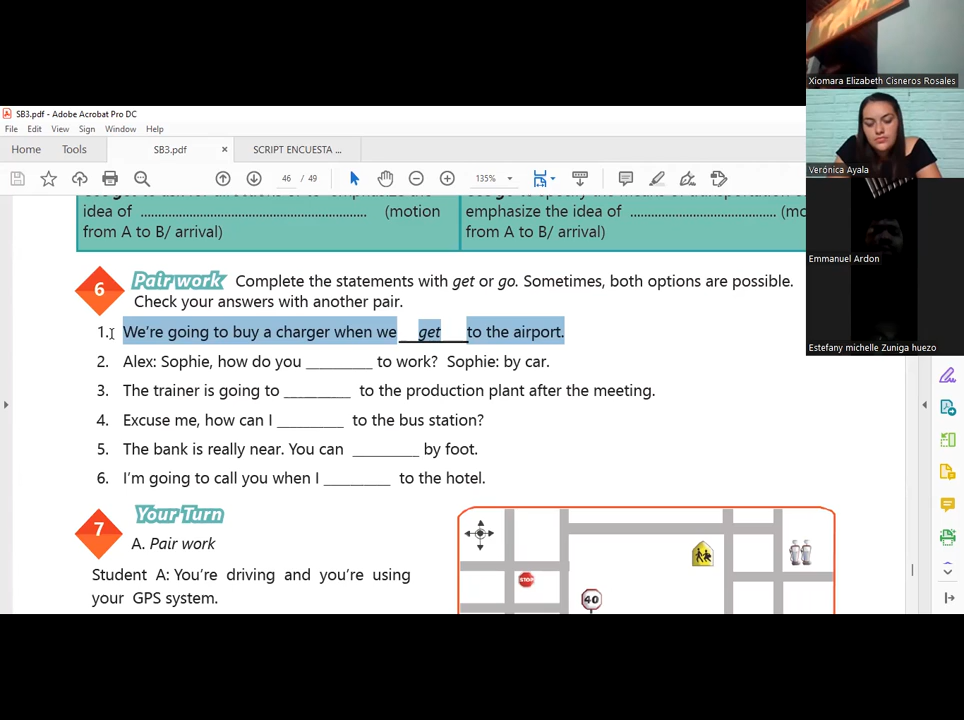 SB3.pdf - Adobe Acrobat Pro DC
File Edit View Sign Window Help
Home Tools SB3.pdf × SCRIPT ENCUESTA ...
46 / 49 135%
idea of .................................................... (motion
from A to B/ arrival)
emphasize the idea of ................................. (mo
from A to B/ arrival)
6 Pair work Complete the statements with get or go. Sometimes, both options are possible.
Check your answers with another pair.
1. We're going to buy a charger when we __get___to the airport.
2. Alex: Sophie, how do you _________ to work? Sophie: by car.
3. The trainer is going to _________ to the production plant after the meeting.
4. Excuse me, how can I _________ to the bus station?
5. The bank is really near. You can _________ by foot.
6. I'm going to call you when I _________ to the hotel.
7 Your Turn
A. Pair work
Student A: You're driving and you're using
your GPS system.
STOP
40
Xiomara Elizabeth Cisneros Rosales
Verónica Ayala
Emmanuel Ardon
Estefany michelle Zuniga huezo